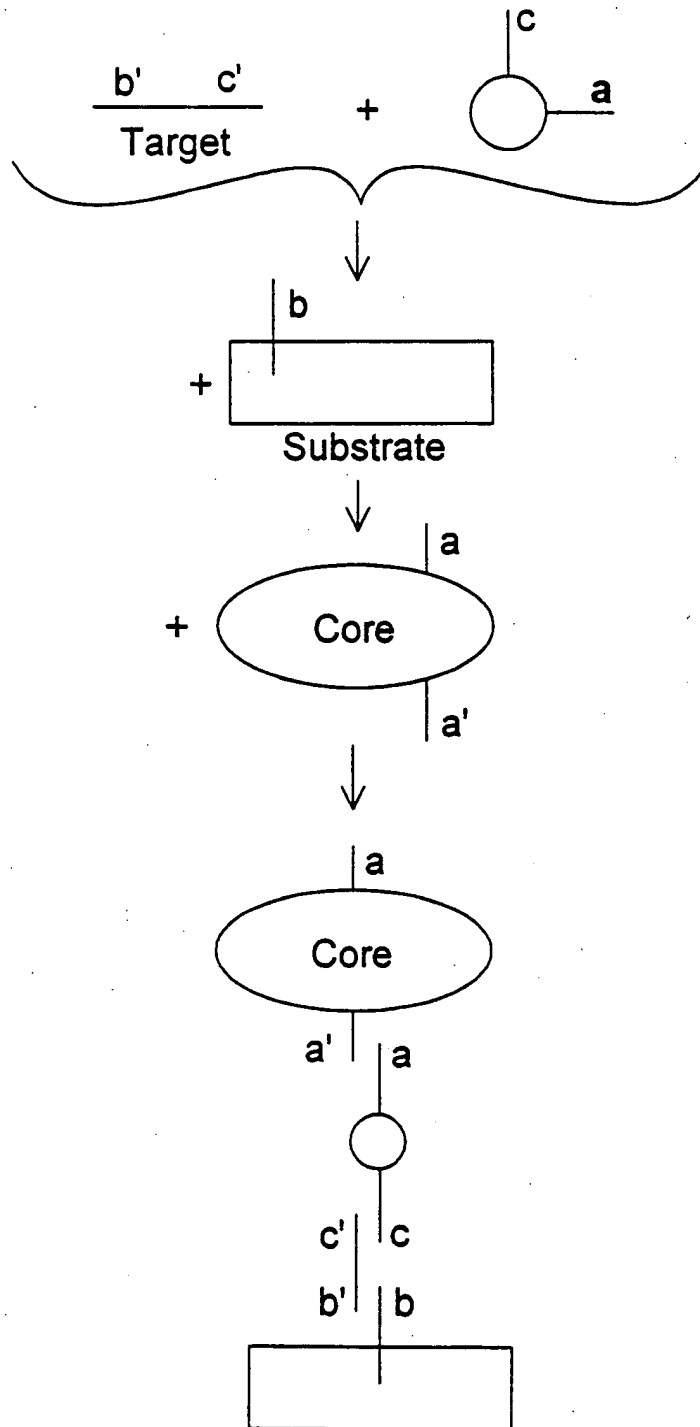 c
b' c' + a
Target
b
+
Substrate
a
+ Core
a'
a
Core
a' a
c' c
b' b